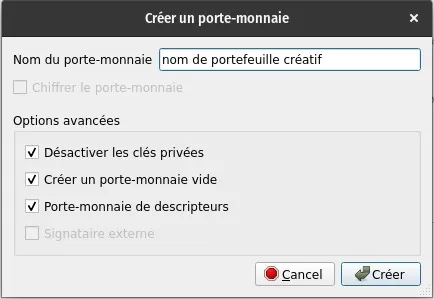 Créer un porte-monnaie
Nom du porte-monnaie nom de portefeuille créatif
Chiffrer le porte-monnaie
Options avancées
Désactiver les clés privées
Créer un porte-monnaie vide
Porte-monnaie de descripteurs
Signataire externe
Cancel Créer